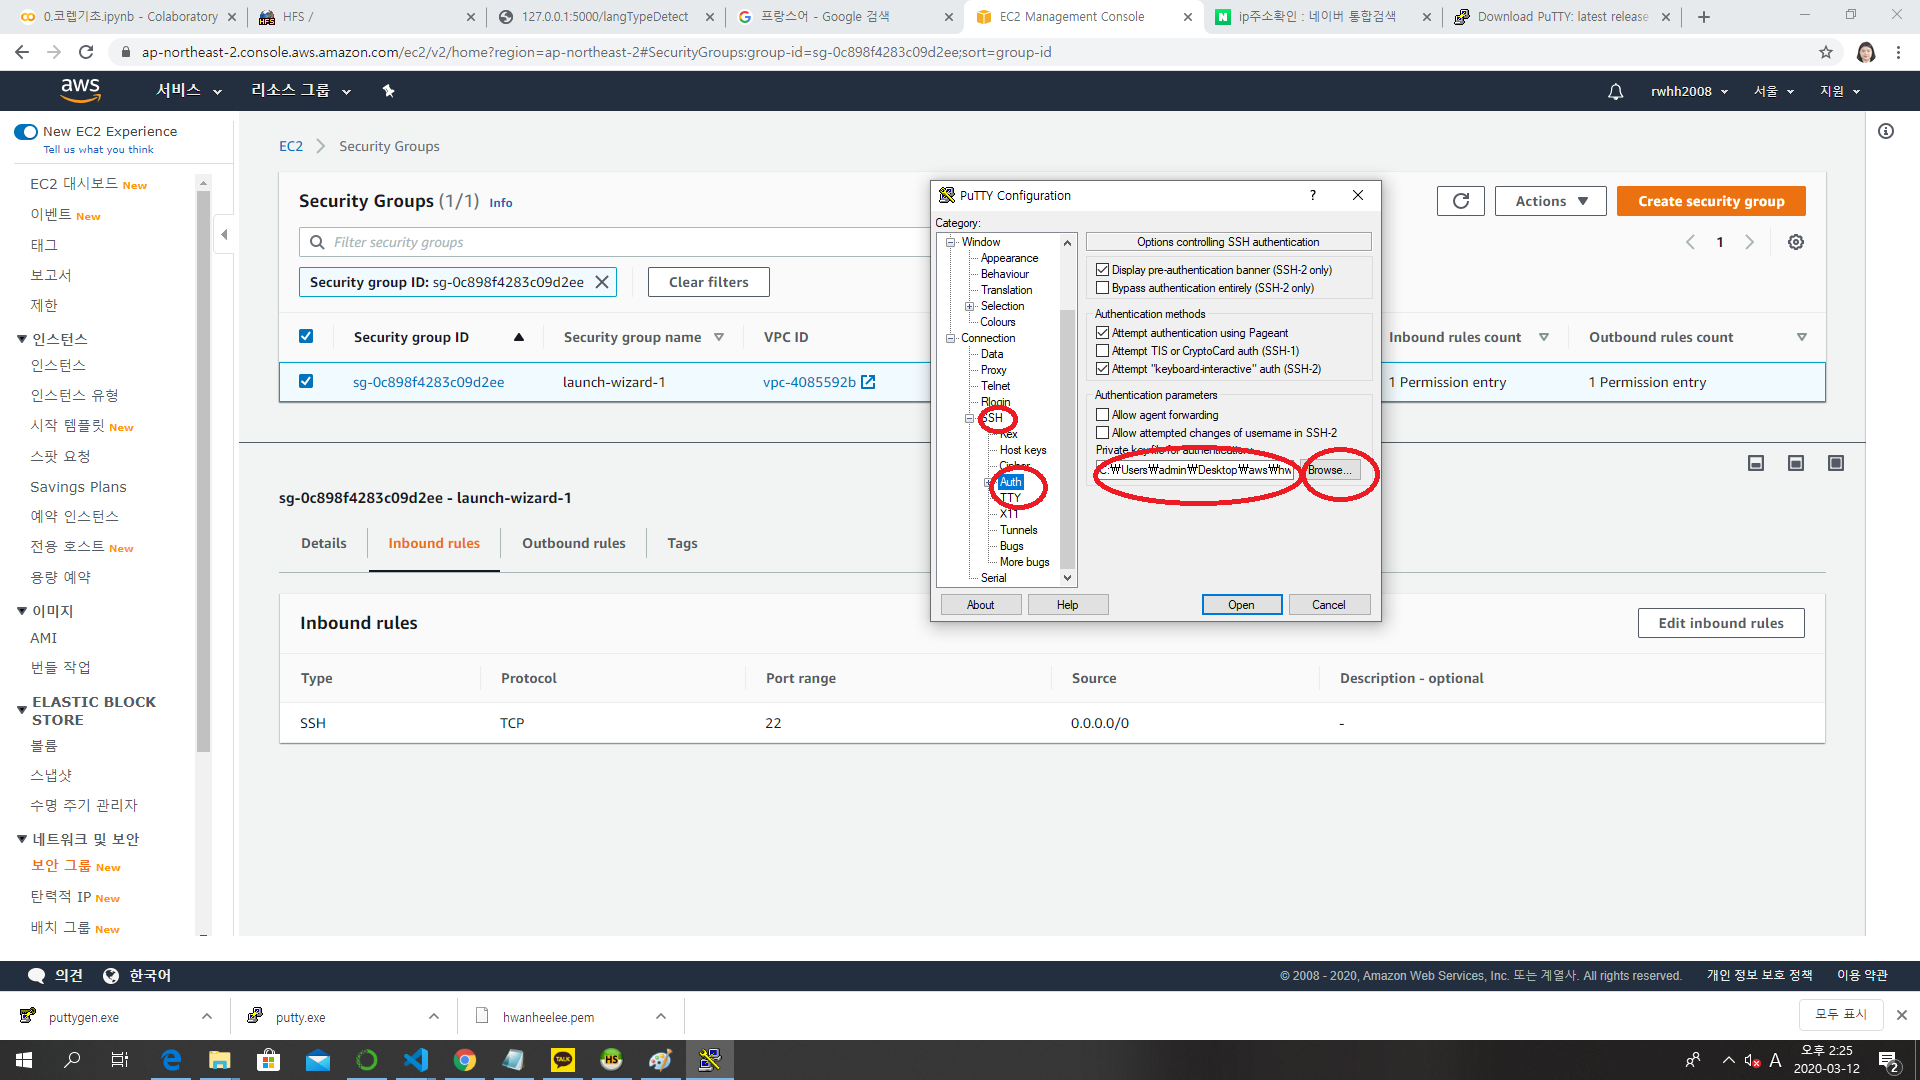 0.코랩기초.ipynb - Colaboratory
HFS /
127.0.0.1:5000/langTypeDetect
프랑스어 - Google 검색
EC2 Management Console
ip주소확인 : 네이버 통합검색
Download PuTTY: latest release
ap-northeast-2.console.aws.amazon.com/ec2/v2/home?region=ap-northeast-2#SecurityGroups:group-id=sg-0c898f4283c09d2ee;sort=group-id
aws
서비스
리소스 그룹
rwhh2008
서울
지원
New EC2 Experience
Tell us what you think
EC2 대시보드 New
이벤트 New
태그
보고서
제한
인스턴스
인스턴스
인스턴스 유형
시작 템플릿 New
스팟 요청
Savings Plans
예약 인스턴스
전용 호스트 New
용량 예약
이미지
AMI
번들 작업
ELASTIC BLOCK
STORE
볼륨
스냅샷
수명 주기 관리자
네트워크 및 보안
보안 그룹 New
탄력적 IP New
배치 그룹 New
EC2 > Security Groups
Security Groups (1/1) Info
Actions
Create security group
Filter security groups
1
Security group ID: sg-0c898f4283c09d2ee
Clear filters
Security group ID
Security group name
VPC ID
Inbound rules count
Outbound rules count
sg-0c898f4283c09d2ee
launch-wizard-1
vpc-4085592b
1 Permission entry
1 Permission entry
sg-0c898f4283c09d2ee - launch-wizard-1
Details
Inbound rules
Outbound rules
Tags
Inbound rules
Edit inbound rules
Type
Protocol
Port range
Source
Description - optional
SSH
TCP
22
0.0.0.0/0
-
PuTTY Configuration
?
Category:
Window
Appearance
Behaviour
Translation
Selection
Colours
Connection
Data
Proxy
Telnet
Rlogin
SSH
Kex
Host keys
Cipher
Auth
TTY
X11
Tunnels
Bugs
More bugs
Serial
Options controlling SSH authentication
Display pre-authentication banner (SSH-2 only)
Bypass authentication entirely (SSH-2 only)
Authentication methods
Attempt authentication using Pageant
Attempt TIS or CryptoCard auth (SSH-1)
Attempt "keyboard-interactive" auth (SSH-2)
Authentication parameters
Allow agent forwarding
Allow attempted changes of username in SSH-2
Private key file for authentication:
C:₩Users₩admin₩Desktop₩aws₩hw
Browse...
About
Help
Open
Cancel
의견
한국어
© 2008 - 2020, Amazon Web Services, Inc. 또는 계열사. All rights reserved.
개인 정보 보호 정책
이용 약관
puttygen.exe
putty.exe
hwanheelee.pem
모두 표시
TALK
HS
A
오후 2:25
2020-03-12
2